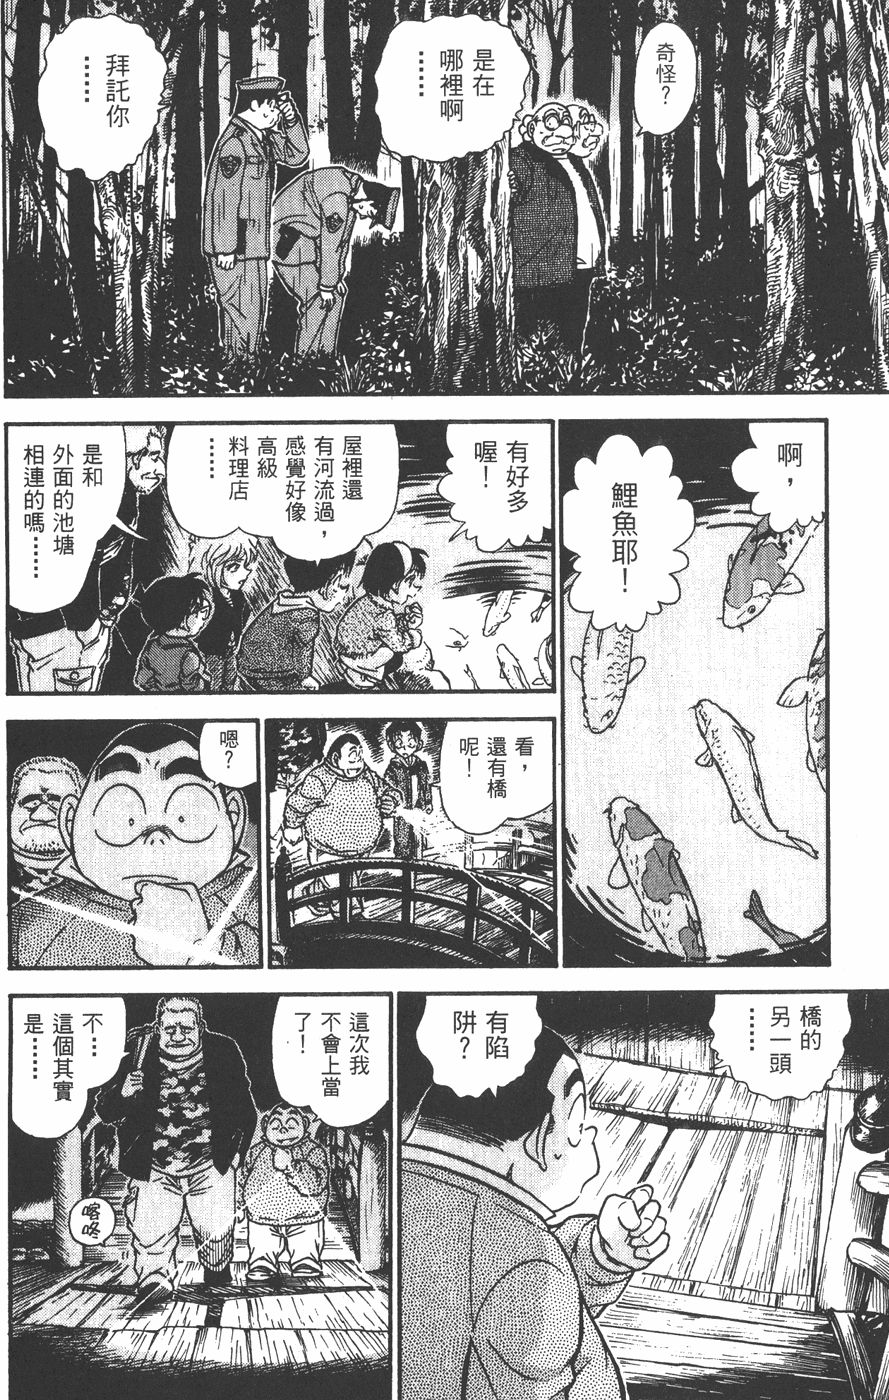 奇怪?
是在
哪裡啊
……
拜託你
……
啊，
鯉魚耶！
有好多
喔！
屋裡還
有河流過，
感覺好像
高級
料理店
……
是和
外面的池塘
相連的嗎……
看，
還有橋
呢！
嗯?
橋的
另一頭
……
有陷
阱?
這次我
不會上當
了！
不…
這個其實
是……
喀咚